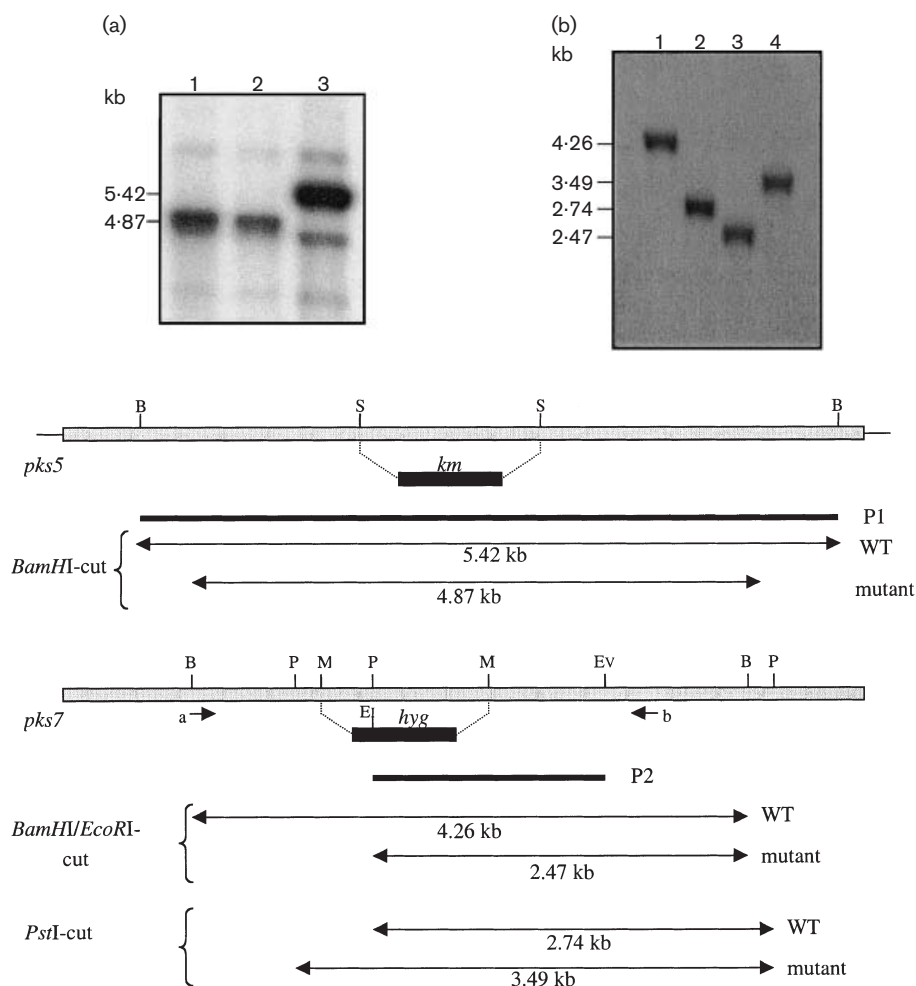 (a)
kb
1 2 3
5·42
4·87
(b)
kb
1 2 3 4
4·26
3·49
2·74
2·47
B S S B
pks5
km
P1
BamHI-cut
5.42 kb
WT
4.87 kb
mutant
B P M P M Ev B P
pks7
a
EI
hyg
b
P2
BamHI/EcoRI-
cut
4.26 kb
WT
2.47 kb
mutant
PstI-cut
2.74 kb
WT
3.49 kb
mutant